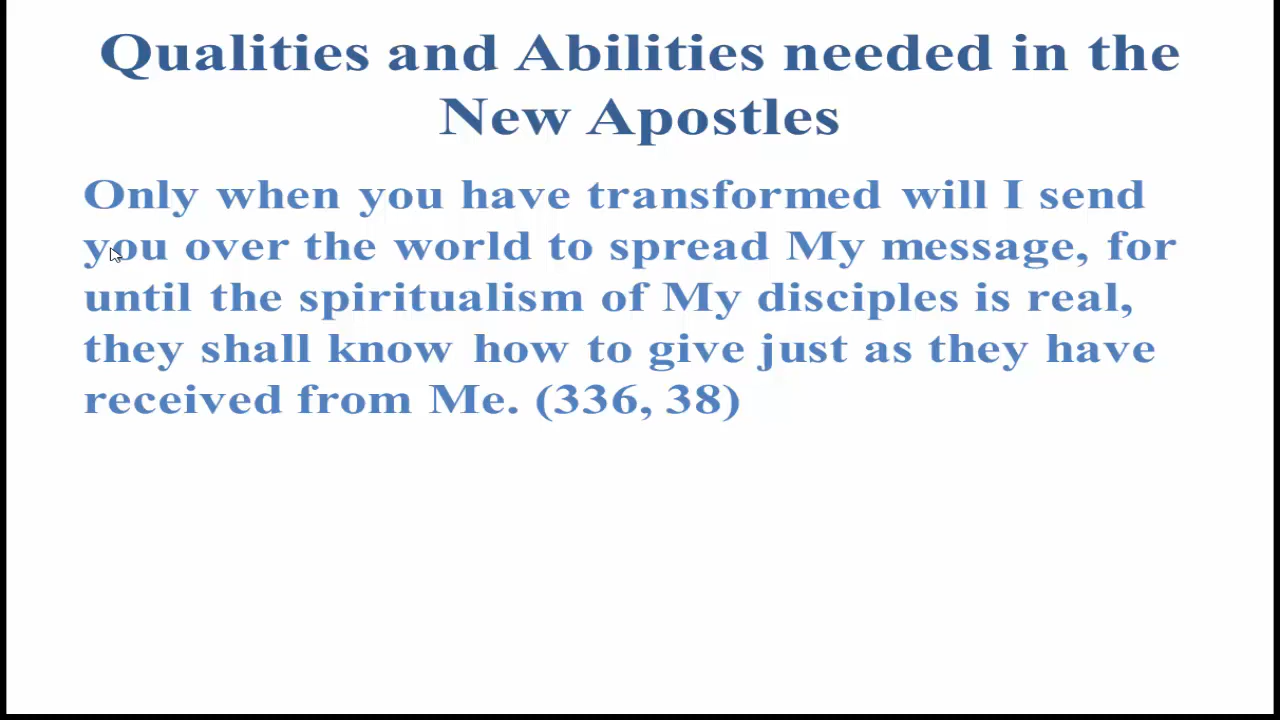 Qualities and Abilities needed in the
New Apostles
Only when you have transformed will I send
you over the world to spread My message, for
until the spiritualism of My disciples is real,
they shall know how to give just as they have
received from Me. (336, 38)